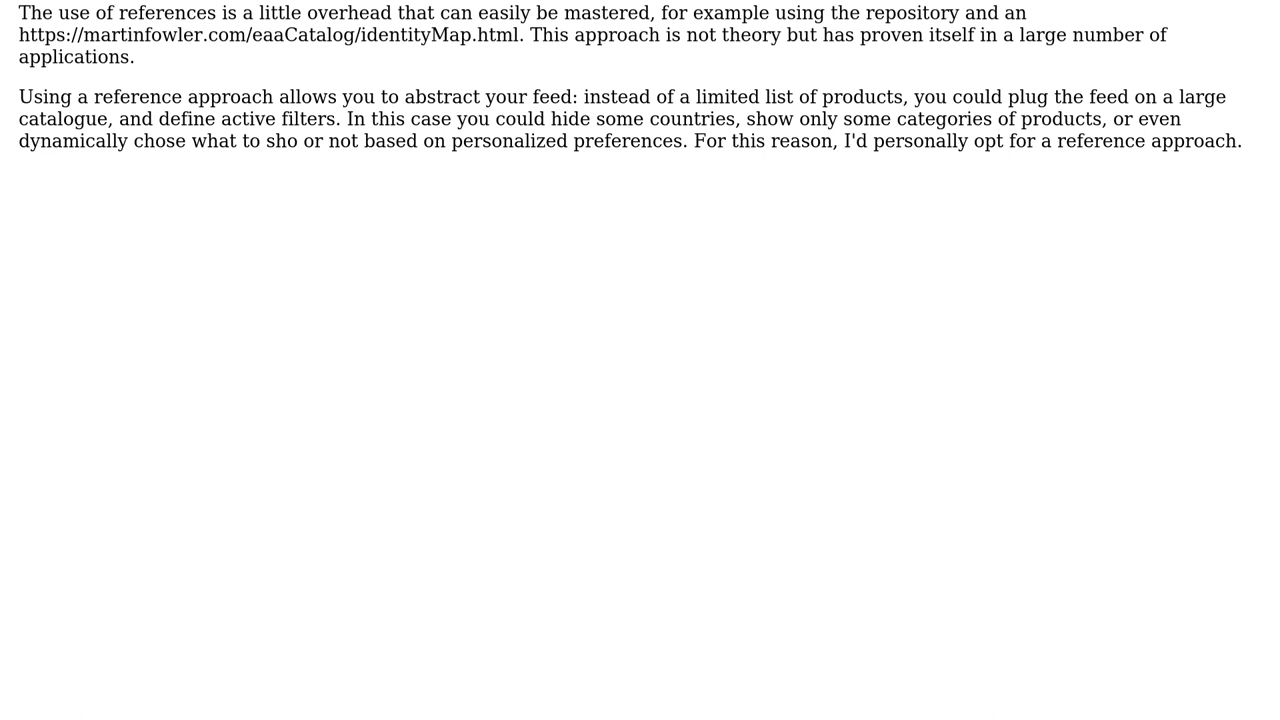 The use of references is a little overhead that can easily be mastered, for example using the repository and an
https://martinfowler.com/eaaCatalog/identityMap.html. This approach is not theory but has proven itself in a large number of
applications.
Using a reference approach allows you to abstract your feed: instead of a limited list of products, you could plug the feed on a large
catalogue, and define active filters. In this case you could hide some countries, show only some categories of products, or even
dynamically chose what to sho or not based on personalized preferences. For this reason, I'd personally opt for a reference approach.